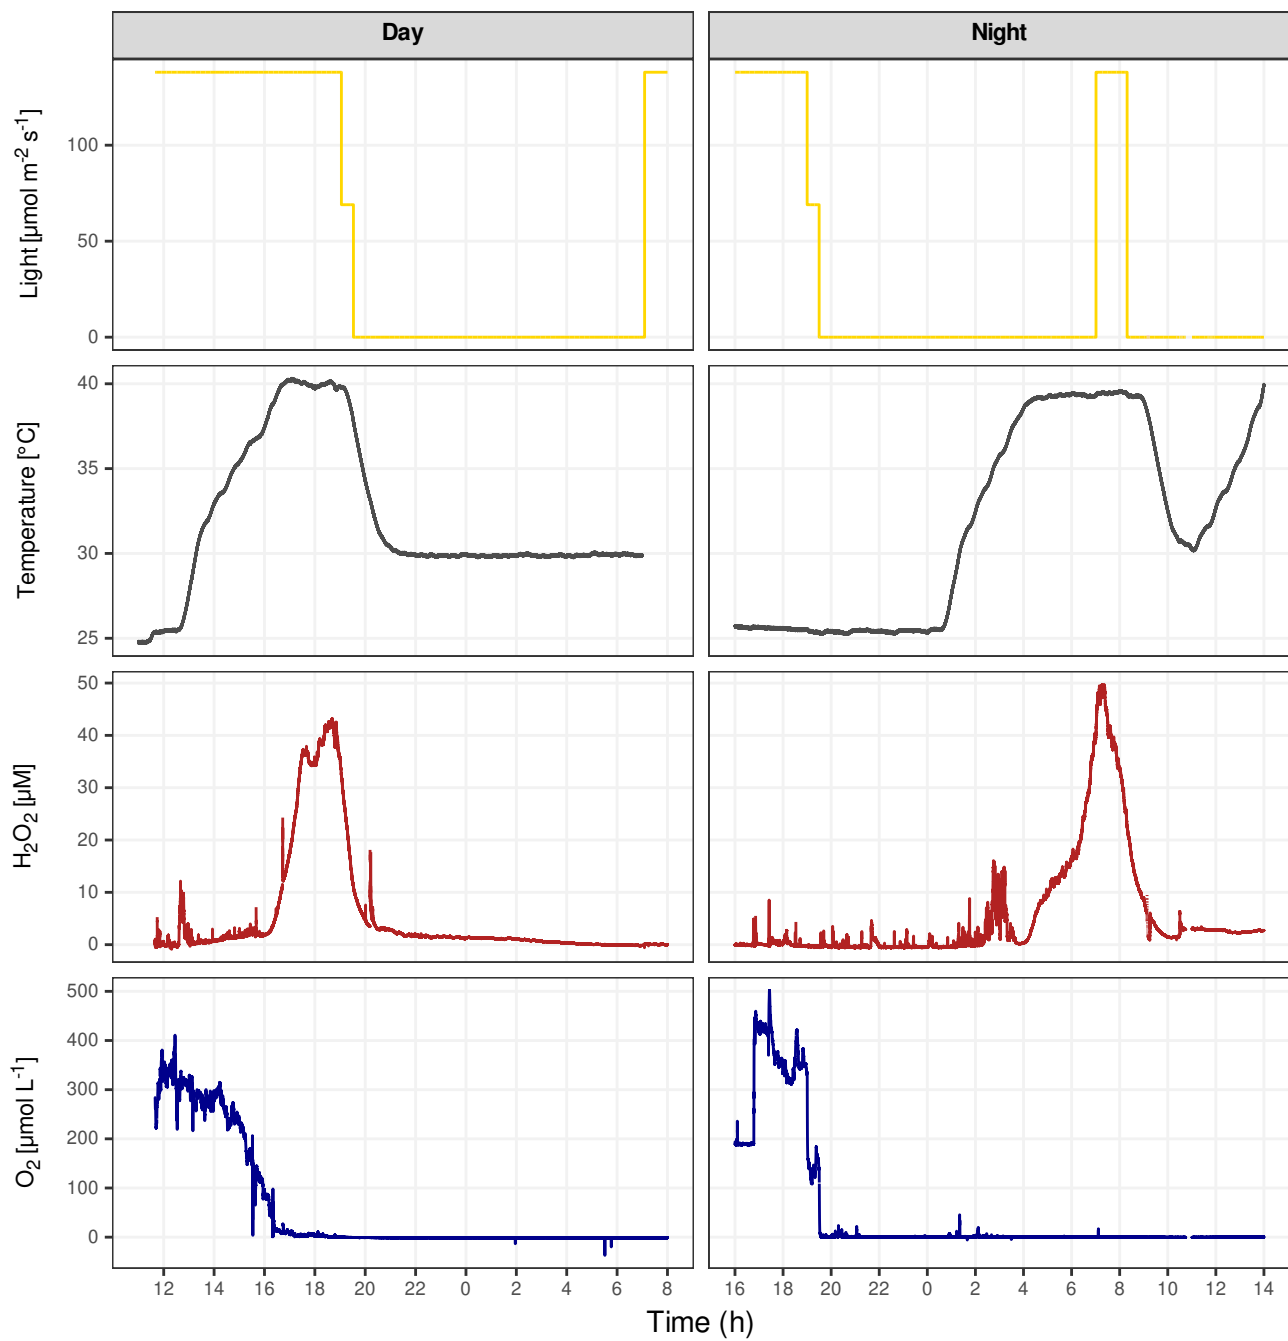 Day Night
Light [µmol m⁻² s⁻¹]
100
50
0
Temperature [°C]
40
35
30
25
H₂O₂ [µM]
50
40
30
20
10
0
O₂ [µmol L⁻¹]
500
400
300
200
100
0
12 14 16 18 20 22 0 2 4 6 8 16 18 20 22 0 2 4 6 8 10 12 14
Time (h)